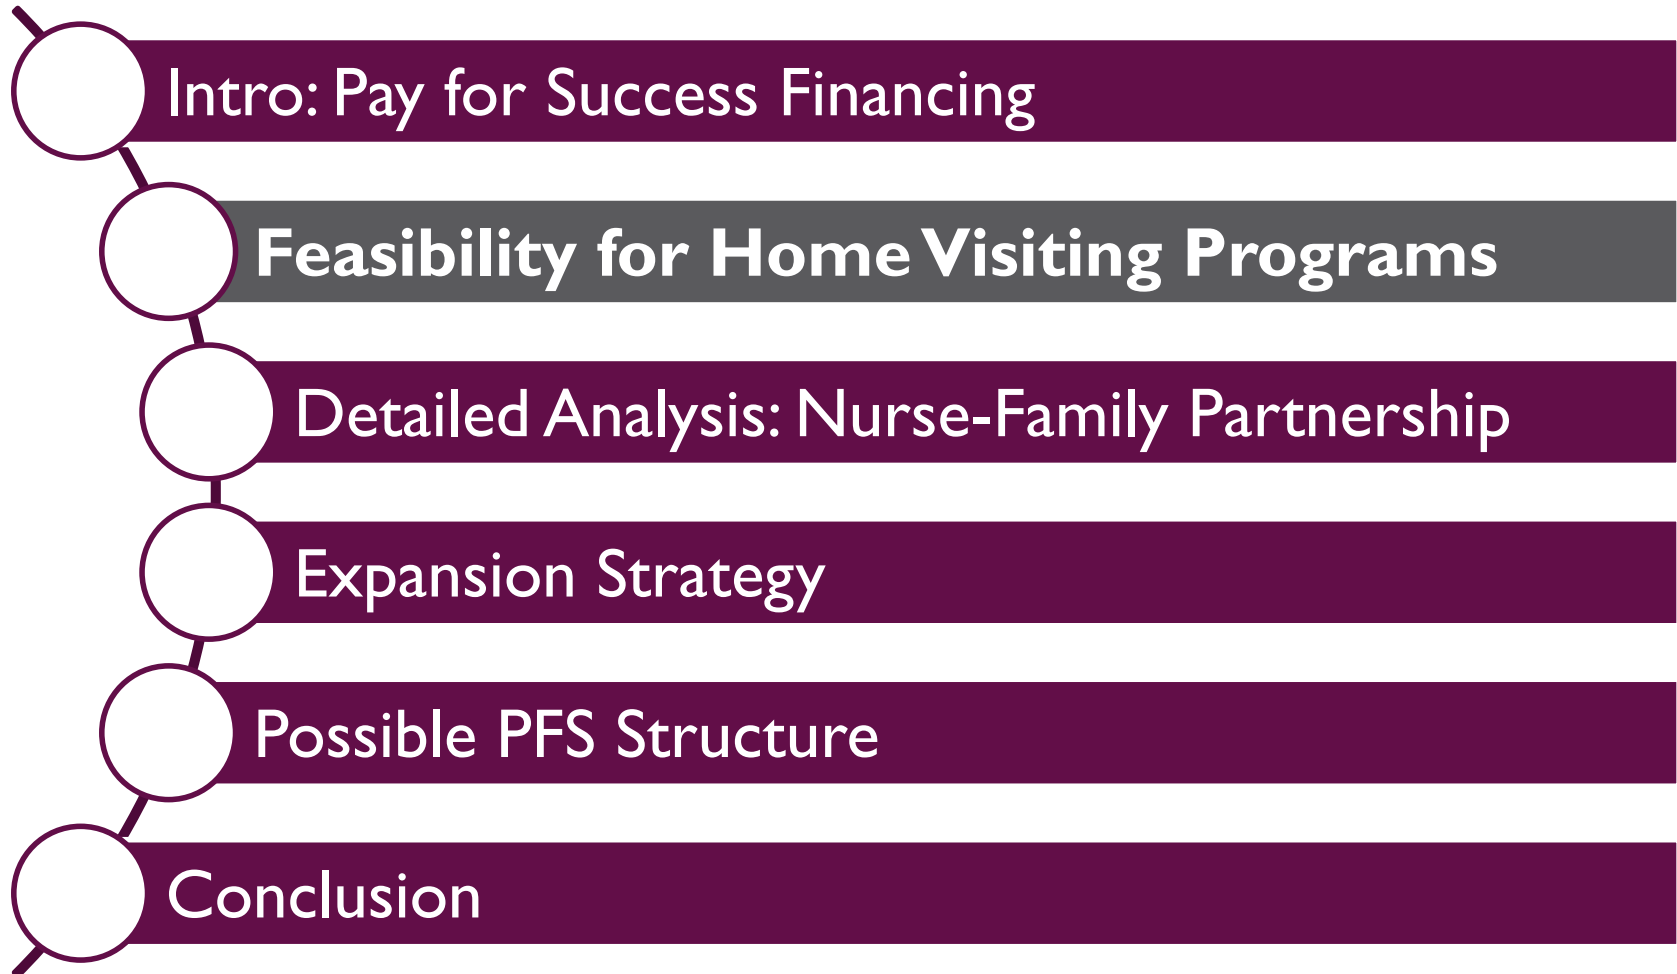 Intro: Pay for Success Financing
Feasibility for Home Visiting Programs
Detailed Analysis: Nurse-Family Partnership
Expansion Strategy
Possible PFS Structure
Conclusion